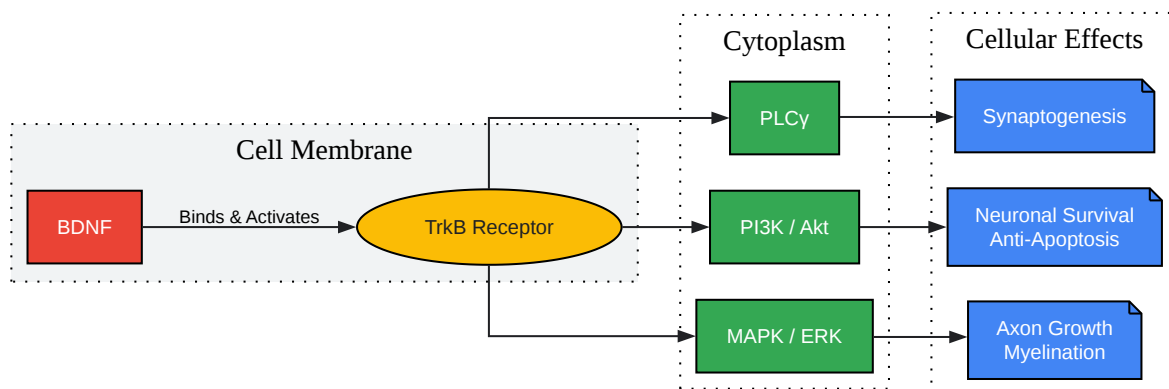 Cytoplasm
Cellular Effects
PLCγ
Synaptogenesis
Cell Membrane
BDNF
Binds & Activates
TrkB Receptor
PI3K / Akt
Neuronal Survival
Anti-Apoptosis
MAPK / ERK
Axon Growth
Myelination